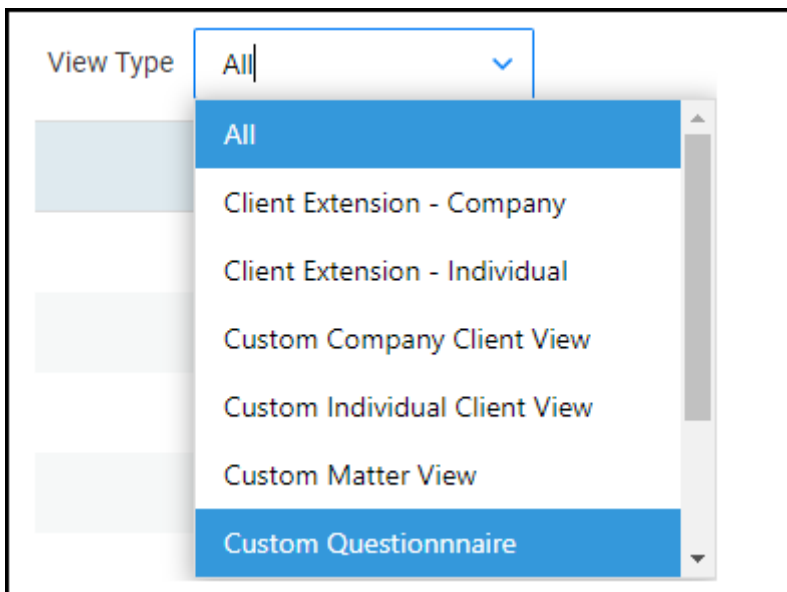 View Type All
All
Client Extension - Company
Client Extension - Individual
Custom Company Client View
Custom Individual Client View
Custom Matter View
Custom Questionnnaire